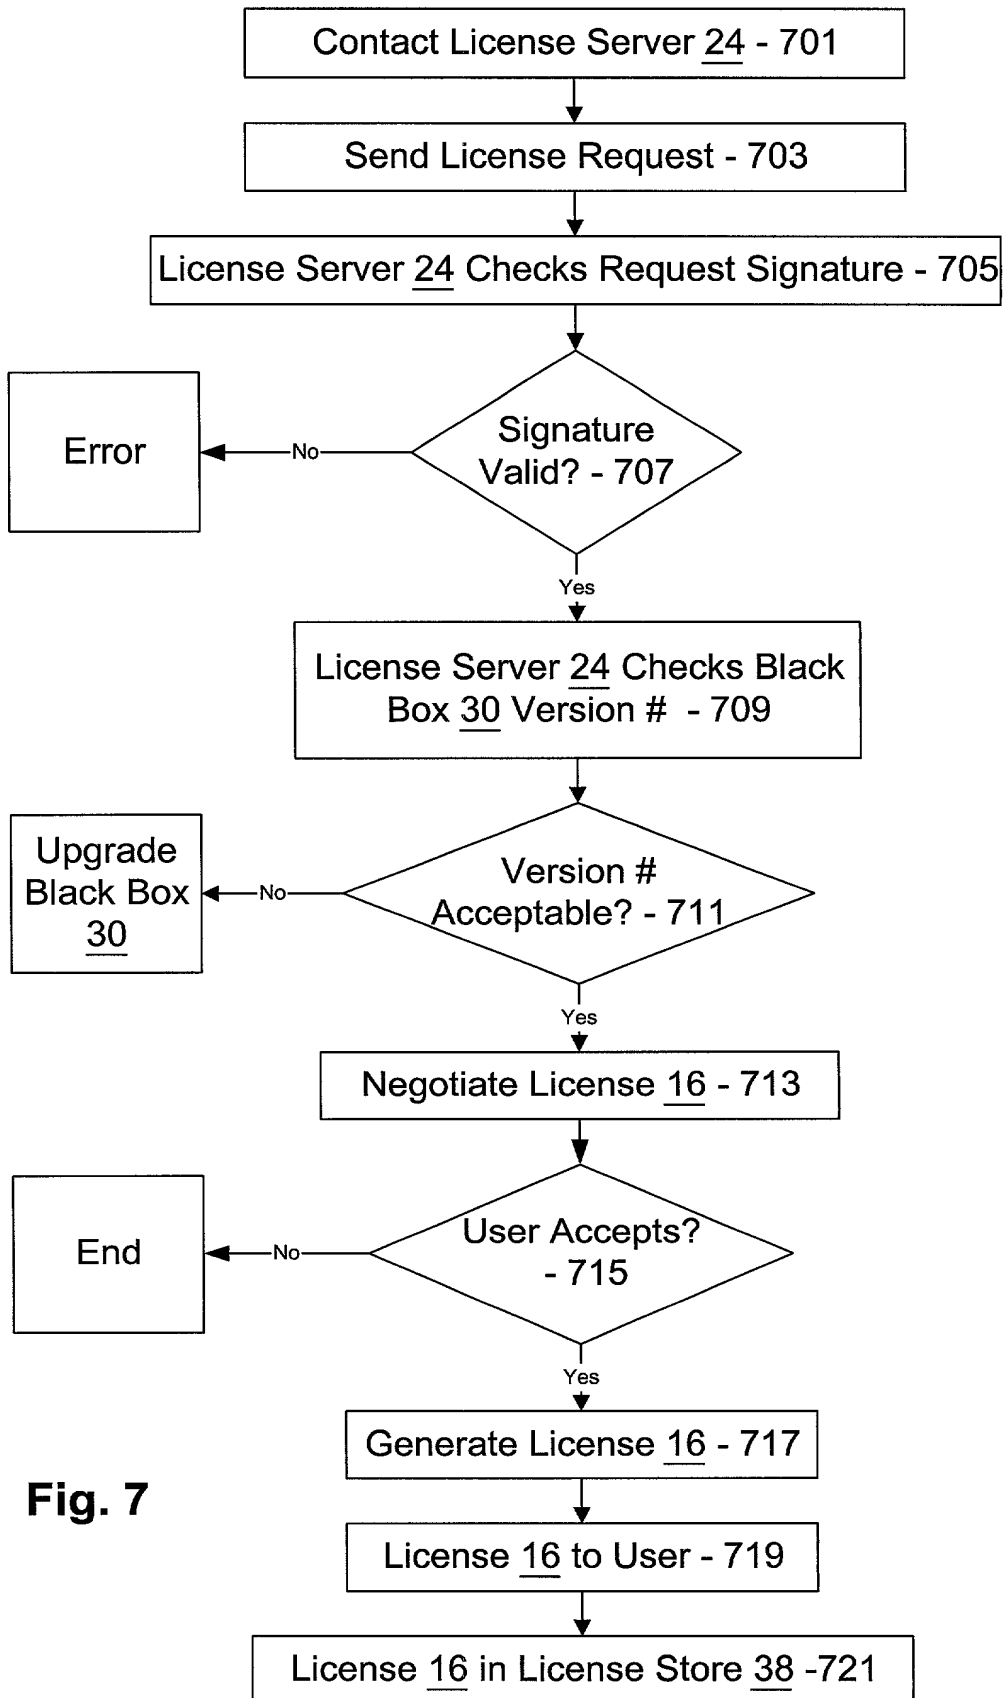 Contact License Server 24 - 701
Send License Request - 703
License Server 24 Checks Request Signature - 705
Signature
Valid? - 707
No
Error
Yes
License Server 24 Checks Black
Box 30 Version # - 709
Version #
Acceptable? - 711
No
Upgrade
Black Box
30
Yes
Negotiate License 16 - 713
User Accepts?
- 715
No
End
Yes
Generate License 16 - 717
Fig. 7
License 16 to User - 719
License 16 in License Store 38 -721